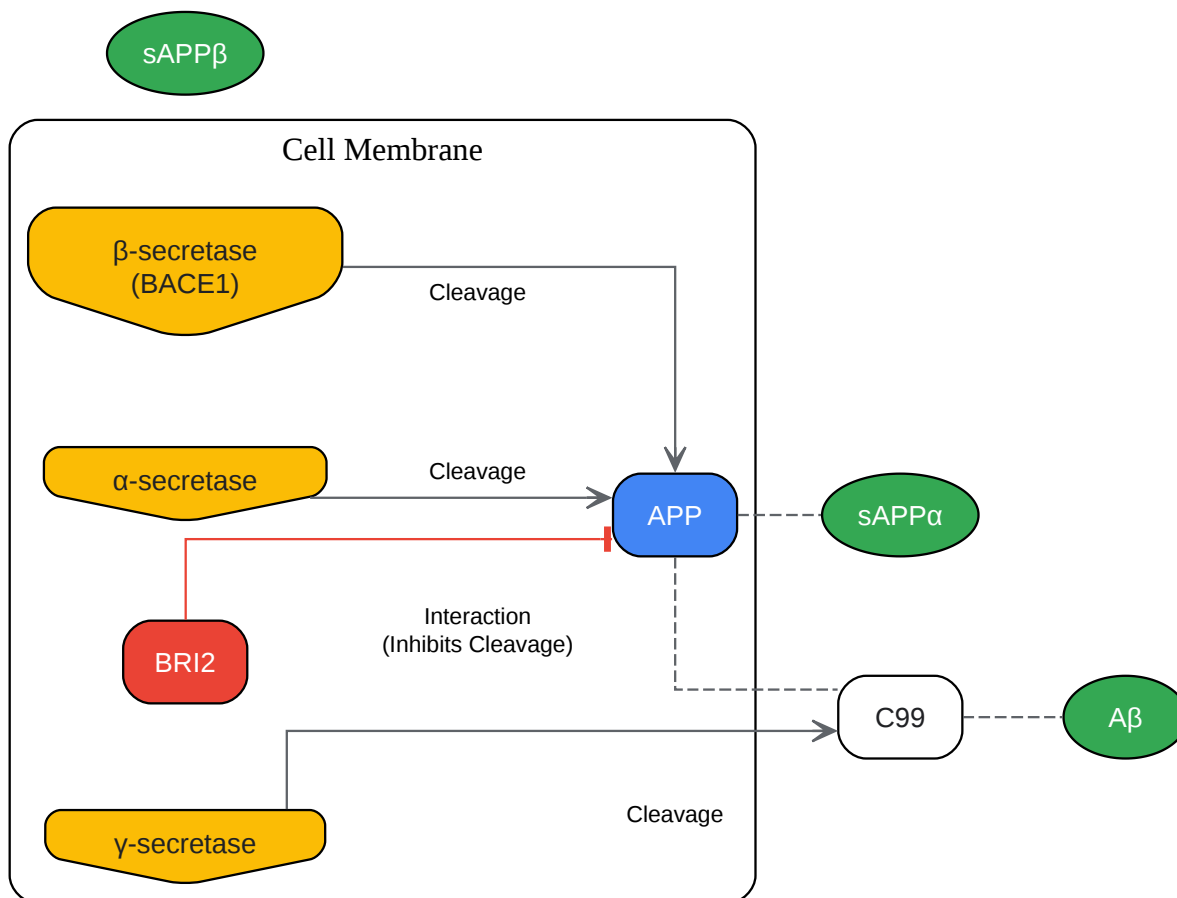 sAPPβ
Cell Membrane
β-secretase
(BACE1)
Cleavage
α-secretase
Cleavage
APP
sAPPα
Interaction
(Inhibits Cleavage)
BRI2
C99
Aβ
Cleavage
γ-secretase